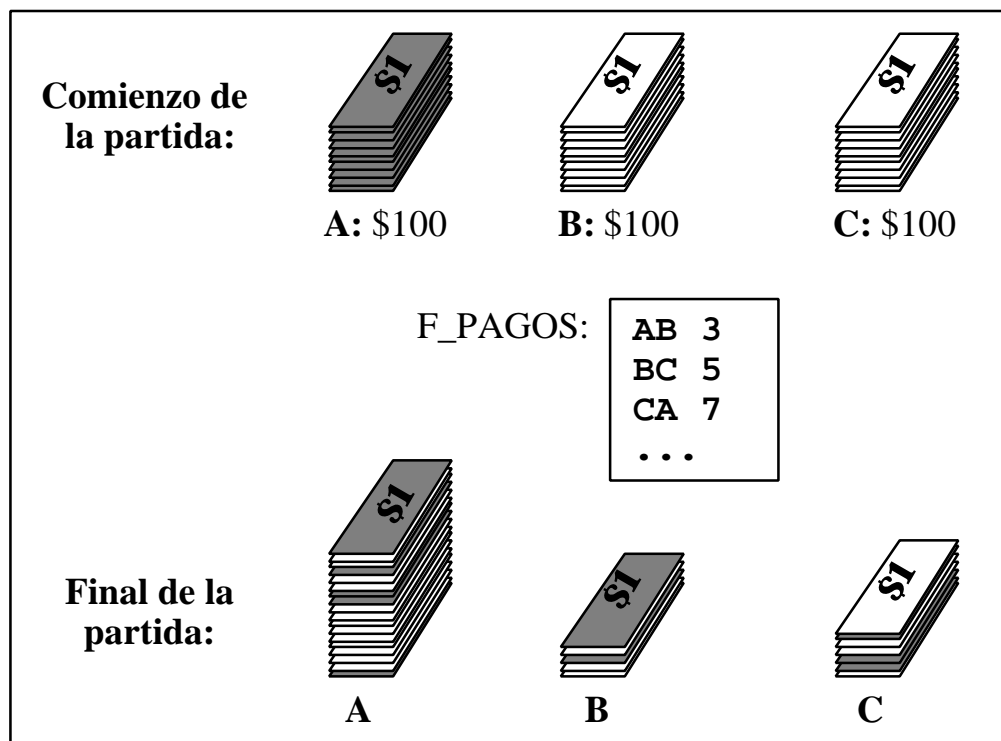 Comienzo de
la partida:
$1 $1 $1
A: $100 B: $100 C: $100
F_PAGOS:
AB 3
BC 5
CA 7
...
$1 $1 $1
Final de la
partida:
A B C